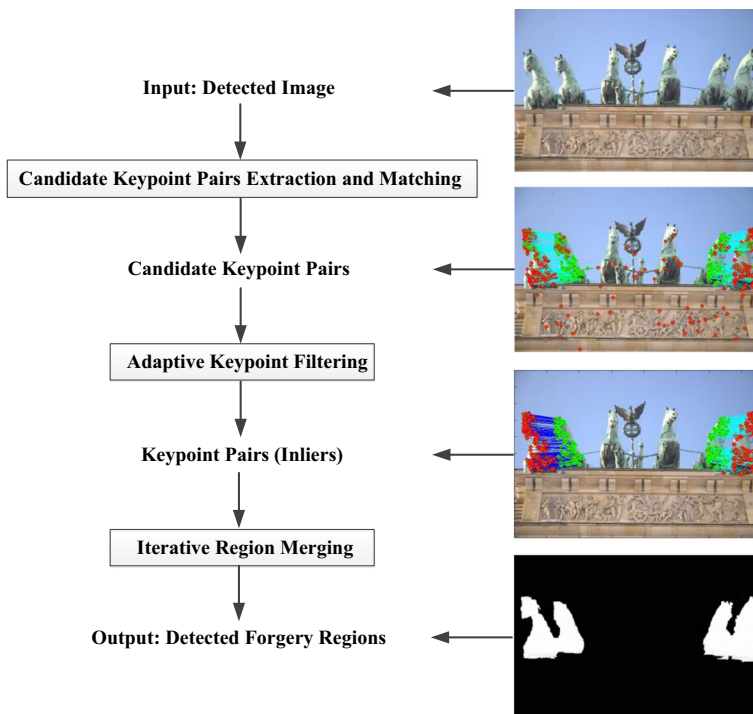 Input: Detected Image
Candidate Keypoint Pairs Extraction and Matching
Candidate Keypoint Pairs
Adaptive Keypoint Filtering
Keypoint Pairs (Inliers)
Iterative Region Merging
Output: Detected Forgery Regions